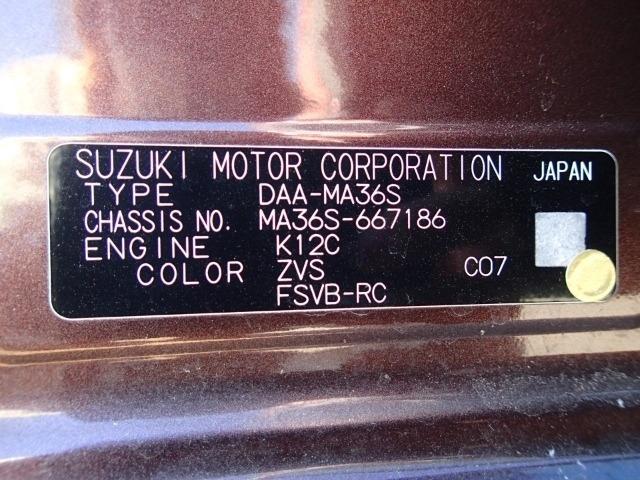 SUZUKI MOTOR CORPORATION JAPAN
TYPE DAA-MA36S
CHASSIS NO. MA36S-667186
ENGINE K12C
COLOR ZVS C07
FSVB-RC